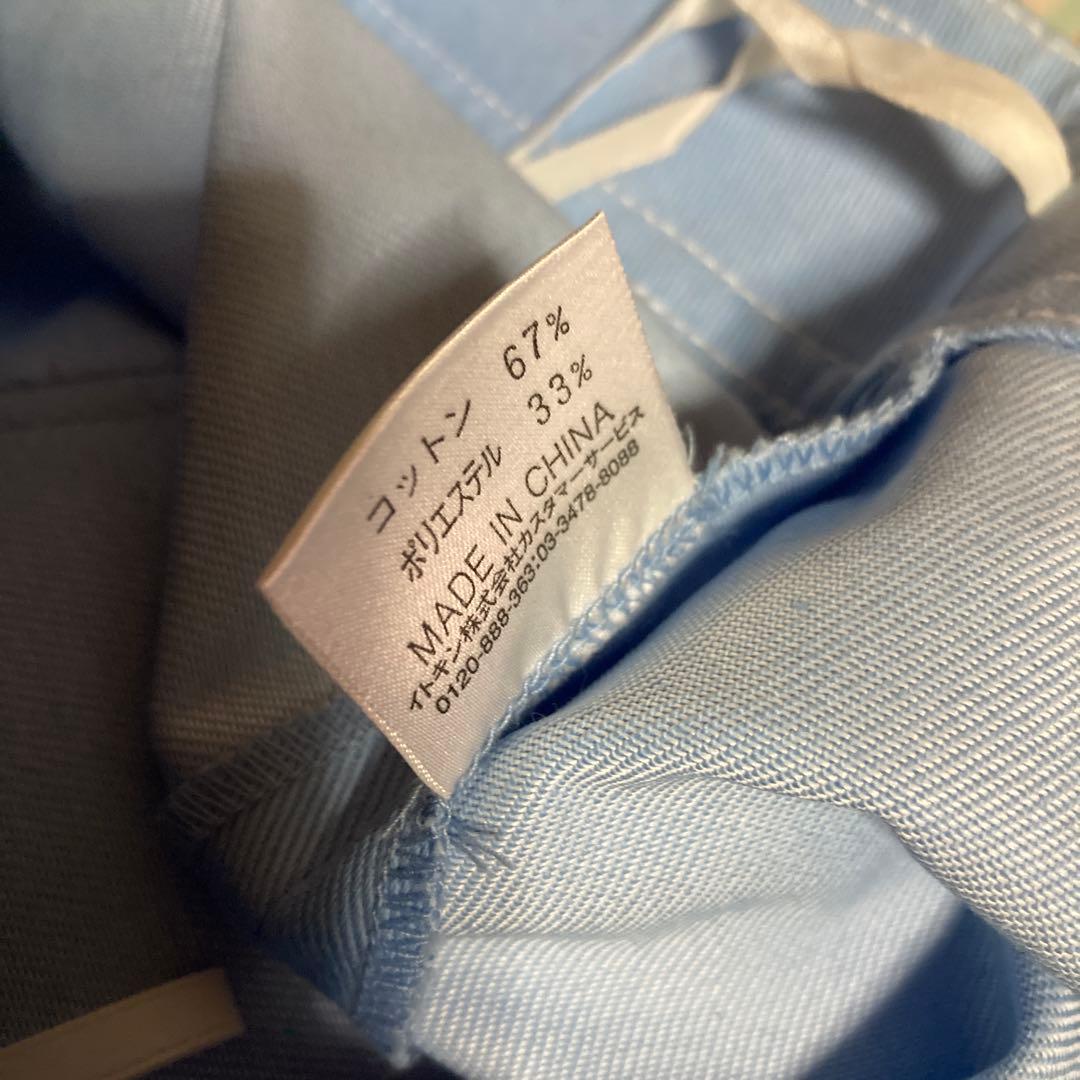 コットン 67%
ポリエステル 33%
MADE IN CHINA
イトキン株式会社カスタマーサービス
0120-888-363:03-3478-8088